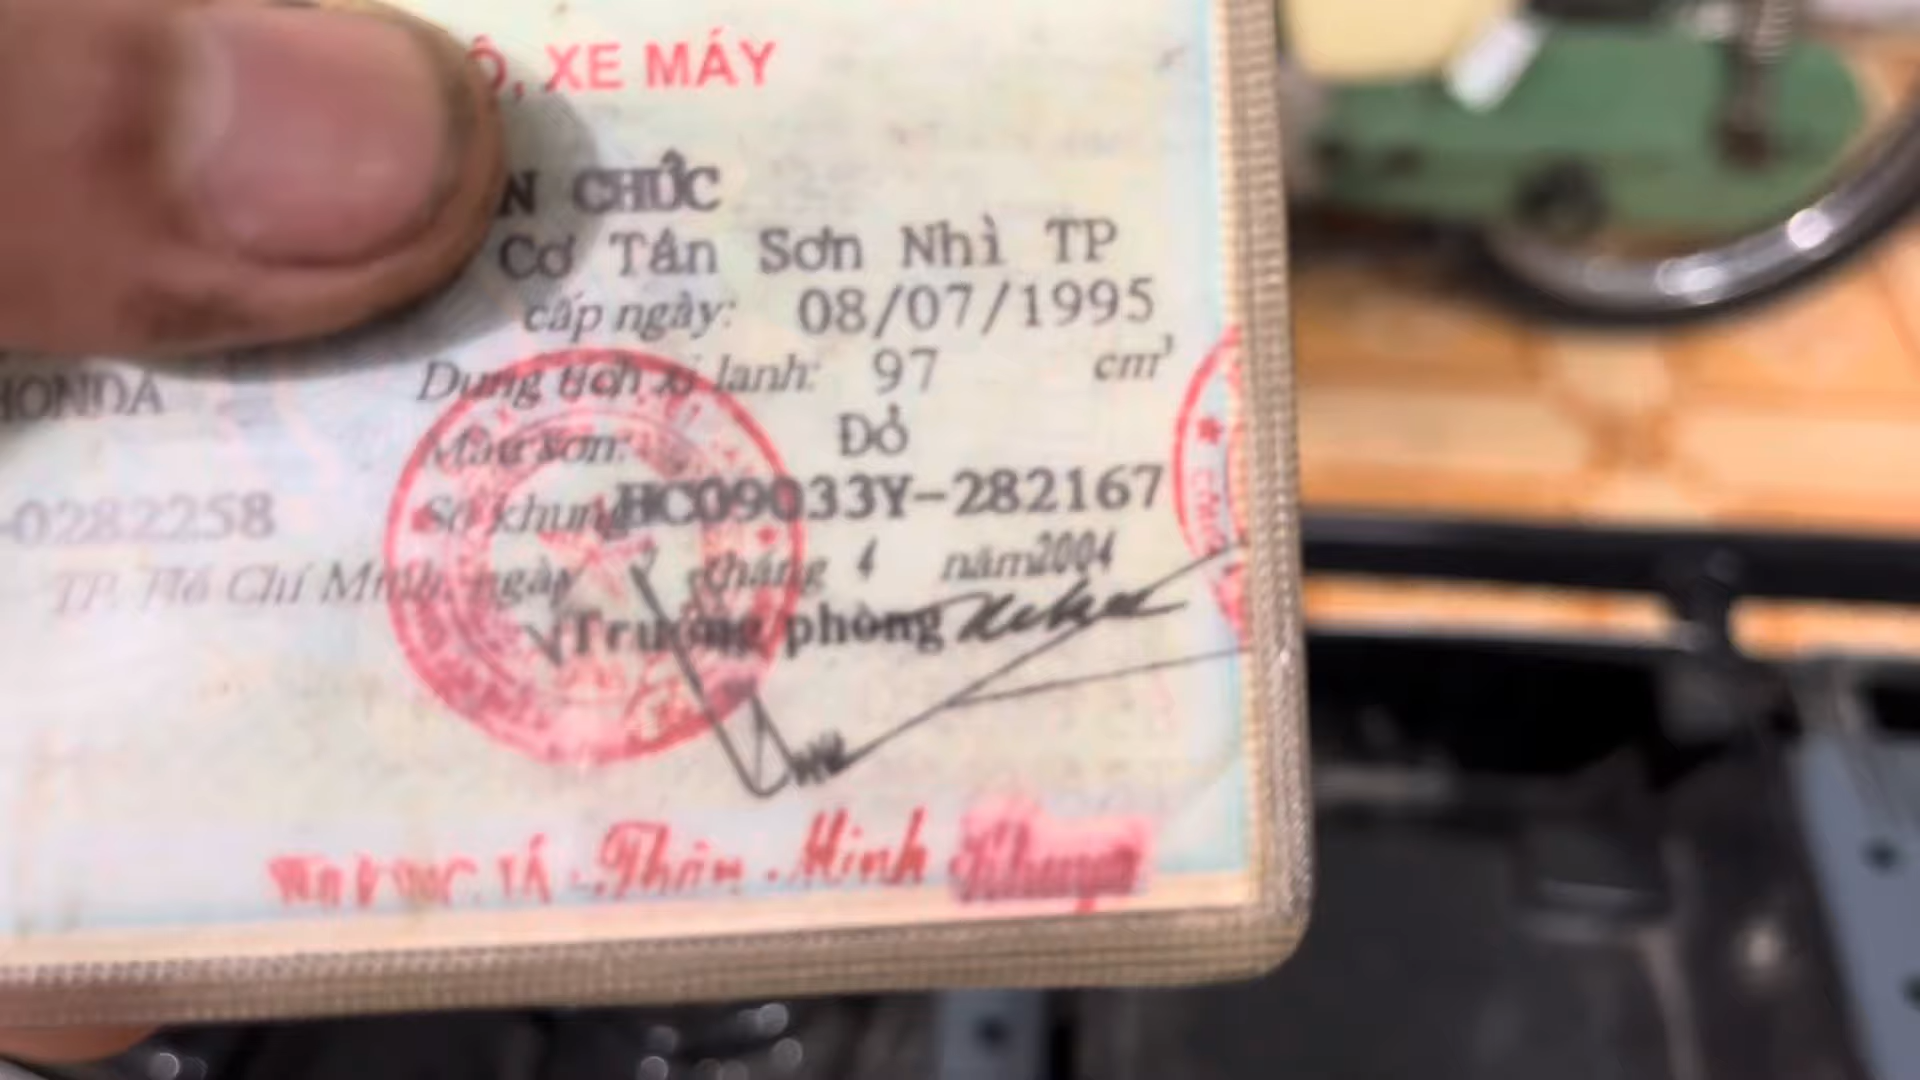 Ô, XE MÁY
N CHỨC
Cơ Tân Sơn Nhì TP
cấp ngày: 08/07/1995
HONDA Dung tích xi lanh: 97 cm³
Màu sơn: Đỏ
-0282258 Số khung HC09033Y-282167
TP. Hồ Chí Minh, ngày 7 tháng 4 năm 2004
Trưởng phòng
Minh